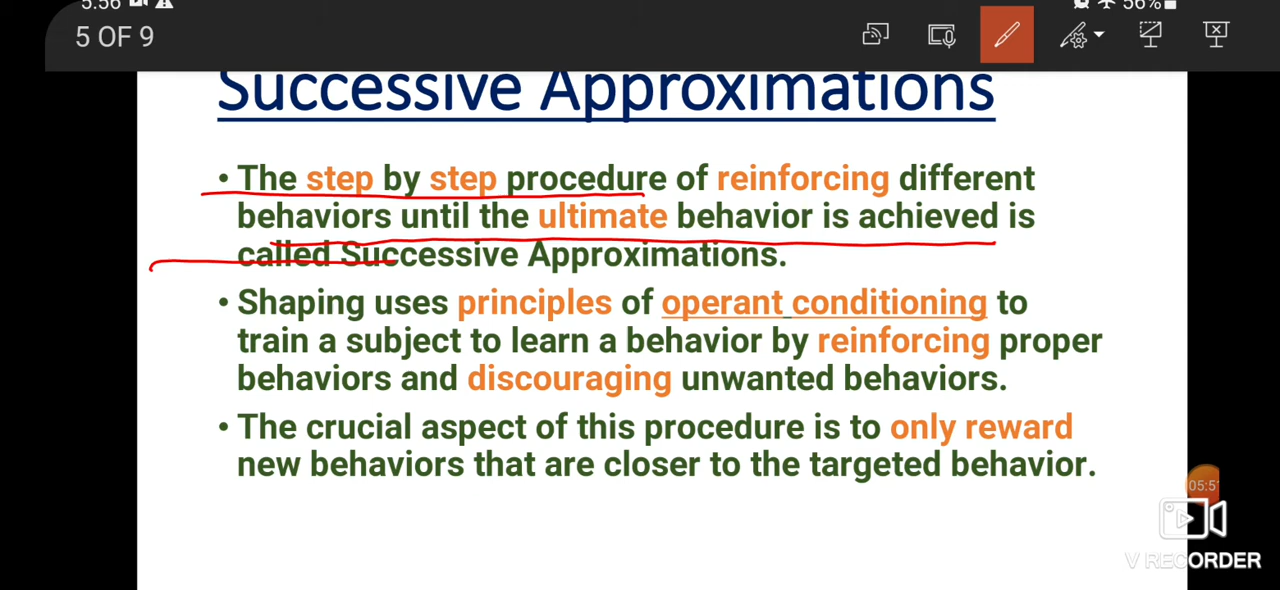 5:56
56%
5 OF 9
Successive Approximations
• The step by step procedure of reinforcing different
behaviors until the ultimate behavior is achieved is
called Successive Approximations.
• Shaping uses principles of operant conditioning to
train a subject to learn a behavior by reinforcing proper
behaviors and discouraging unwanted behaviors.
• The crucial aspect of this procedure is to only reward
new behaviors that are closer to the targeted behavior.
V RECORDER